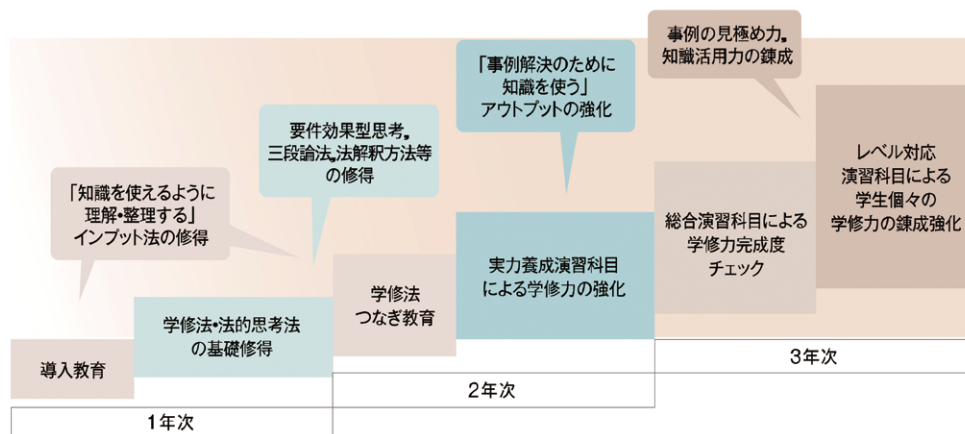 事例の見極め力。
知識活用力の錬成
「事例解決のために
知識を使う」
アウトプットの強化
要件効果型思考。
三段論法。法解釈方法等
の修得
「知識を使えるように
理解・整理する」
インプット法の修得
導入教育
学修法・法的思考法
の基礎修得
学修法
つなぎ教育
実力養成演習科目
による学修力の強化
総合演習科目による
学修力完成度
チェック
レベル対応
演習科目による
学生個々の
学修力の錬成強化
1年次
2年次
3年次